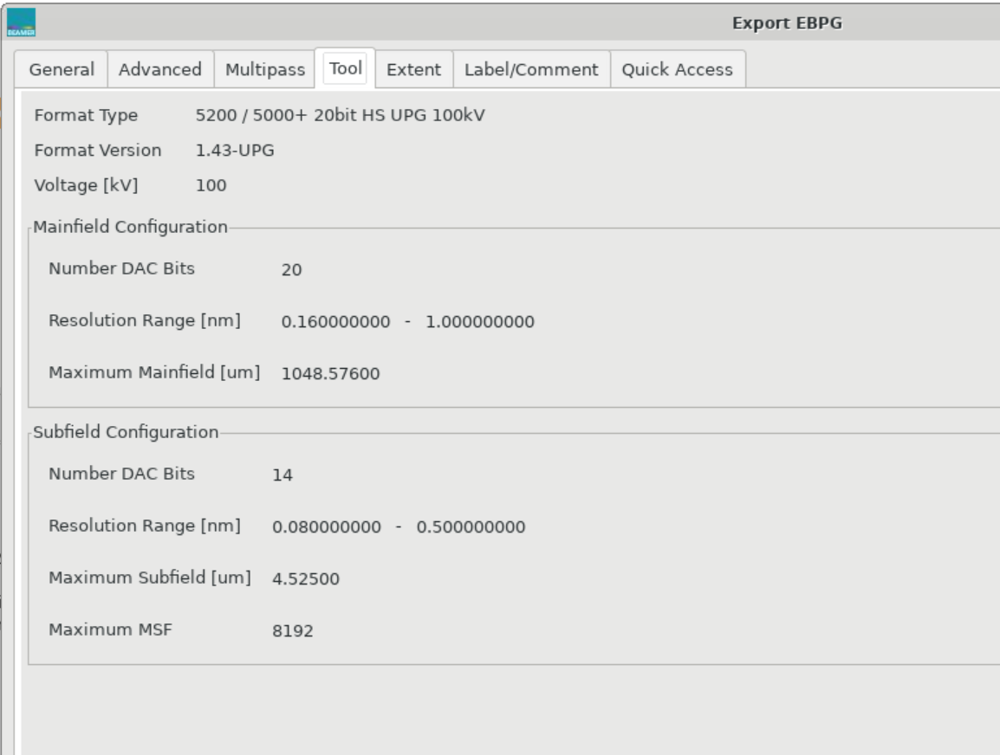 BEAMER
Export EBPG
General Advanced Multipass Tool Extent Label/Comment Quick Access
Format Type 5200 / 5000+ 20bit HS UPG 100kV
Format Version 1.43-UPG
Voltage [kV] 100
Mainfield Configuration
Number DAC Bits 20
Resolution Range [nm] 0.160000000 - 1.000000000
Maximum Mainfield [um] 1048.57600
Subfield Configuration
Number DAC Bits 14
Resolution Range [nm] 0.080000000 - 0.500000000
Maximum Subfield [um] 4.52500
Maximum MSF 8192